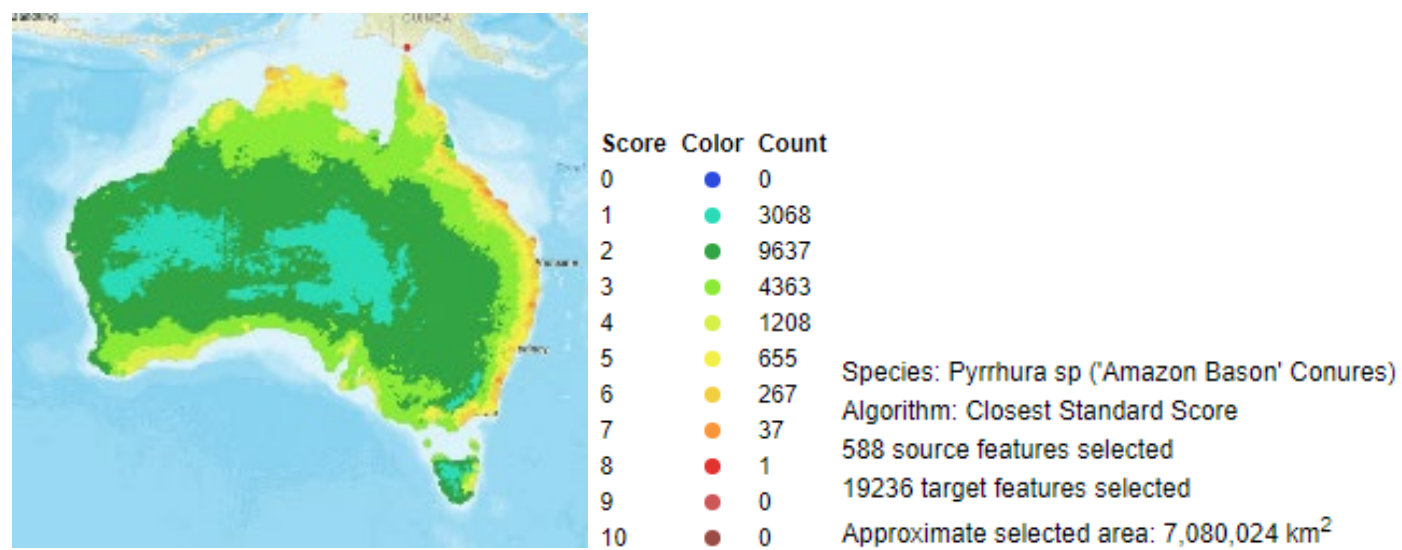 Score Color Count
0 0
1 3068
2 9637
3 4363
4 1208
5 655
6 267
7 37
8 1
9 0
10 0
Species: Pyrrhura sp ('Amazon Bason' Conures)
Algorithm: Closest Standard Score
588 source features selected
19236 target features selected
Approximate selected area: 7,080,024 km²